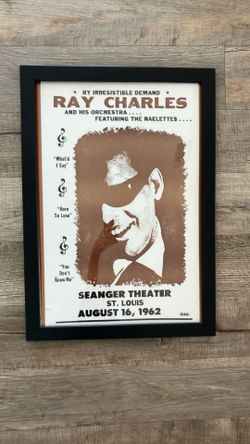 ★ BY IRRESISTIBLE DEMAND ★
RAY CHARLES
AND HIS ORCHESTRA....
FEATURING THE RAELETTES....
"What'd
I Say"
"Born
To Love"
"You
Don't
Know Me"
SEANGER THEATER
ST. LOUIS
AUGUST 16, 1962